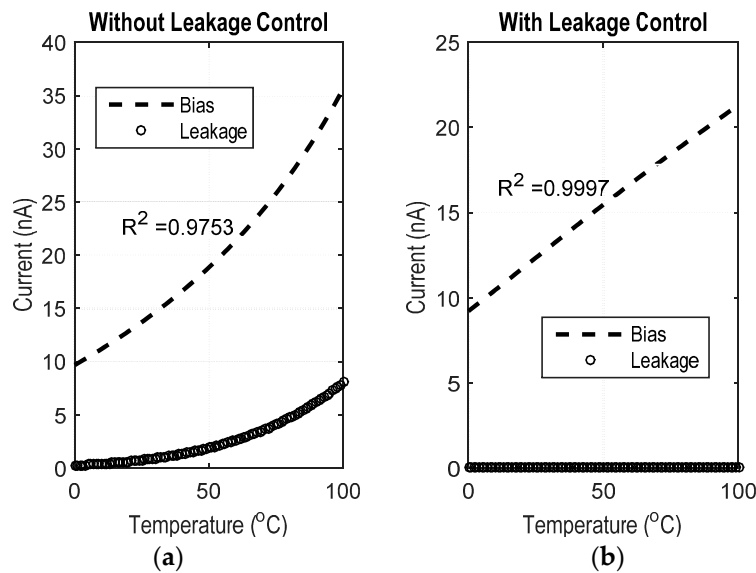 Without Leakage Control
40
35
30
25
20
15
10
5
0
Current (nA)
Bias
Leakage
R² =0.9753
0
50
100
Temperature (°C)
(a)
With Leakage Control
25
20
15
10
5
0
Current (nA)
R² =0.9997
Bias
Leakage
0
50
100
Temperature (°C)
(b)